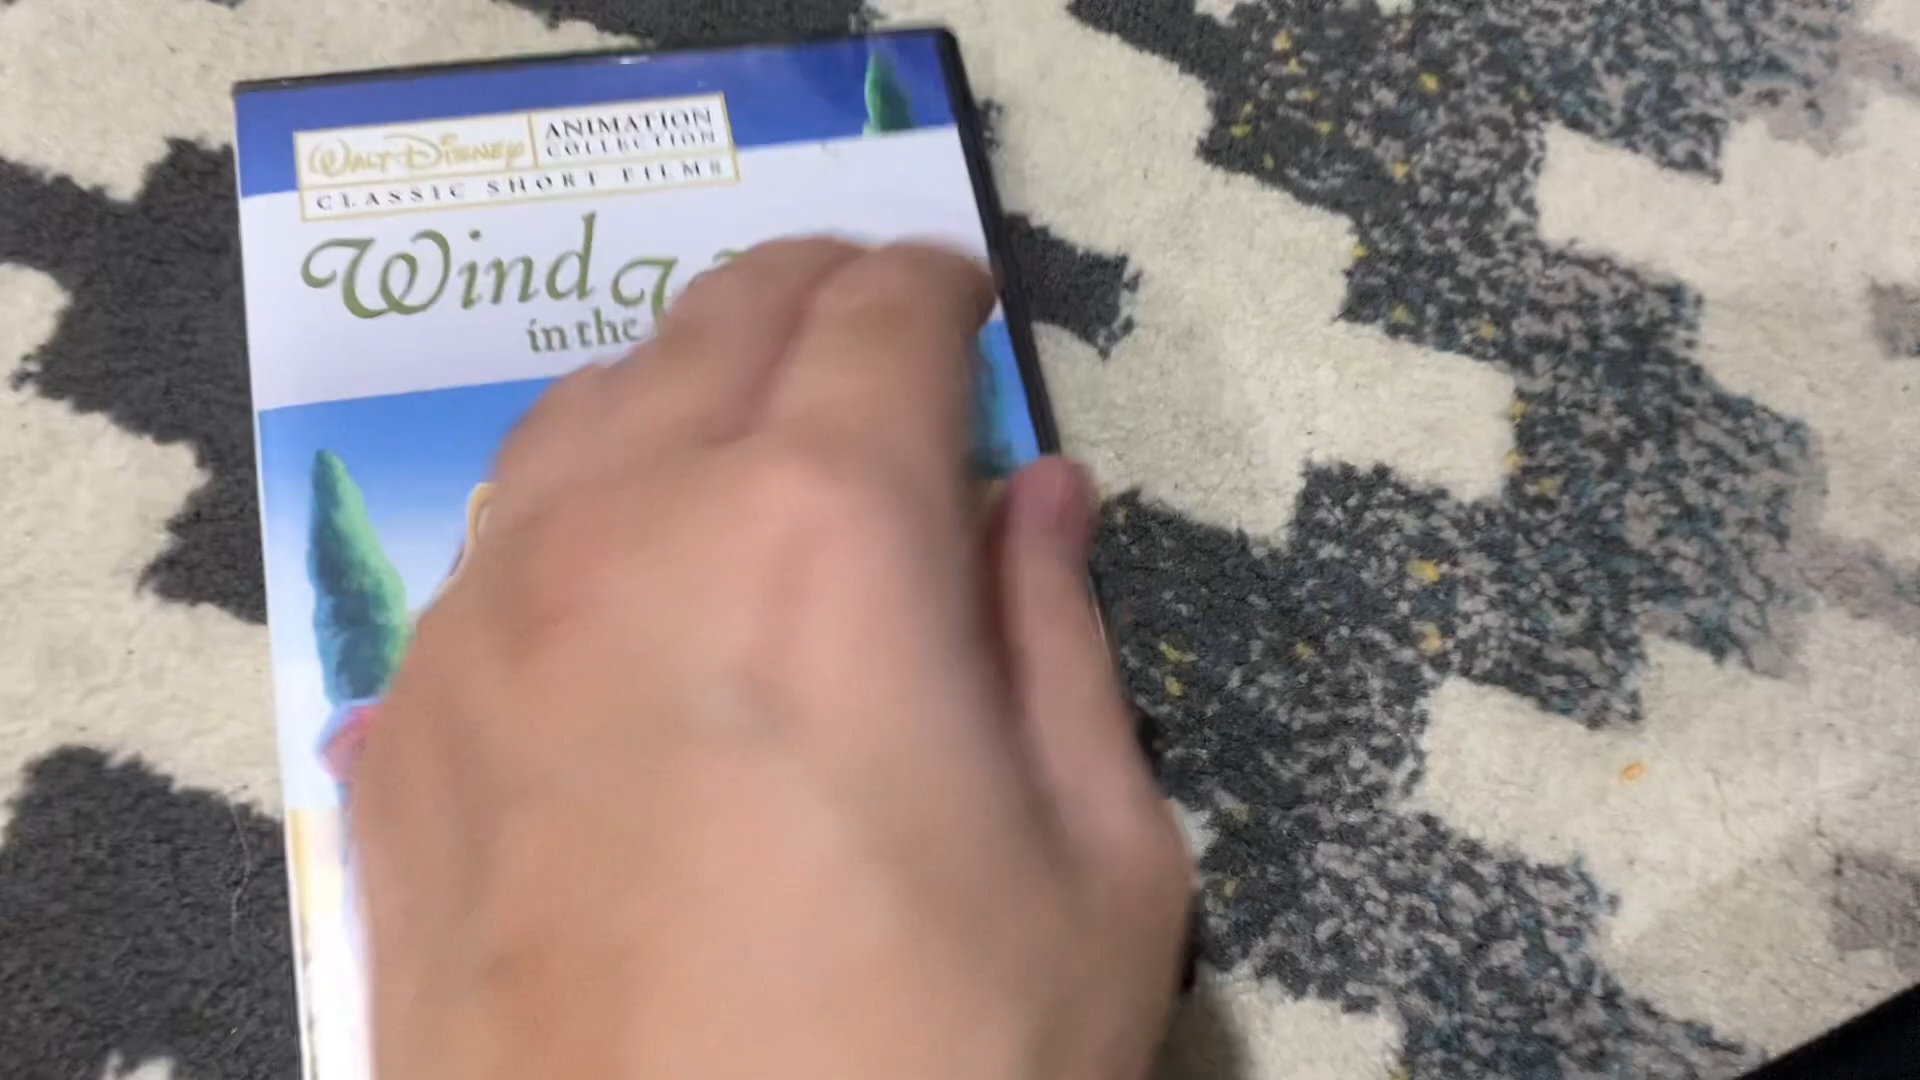 WALT DISNEY ANIMATION
COLLECTION
CLASSIC SHORT FILMS
Wind
in the